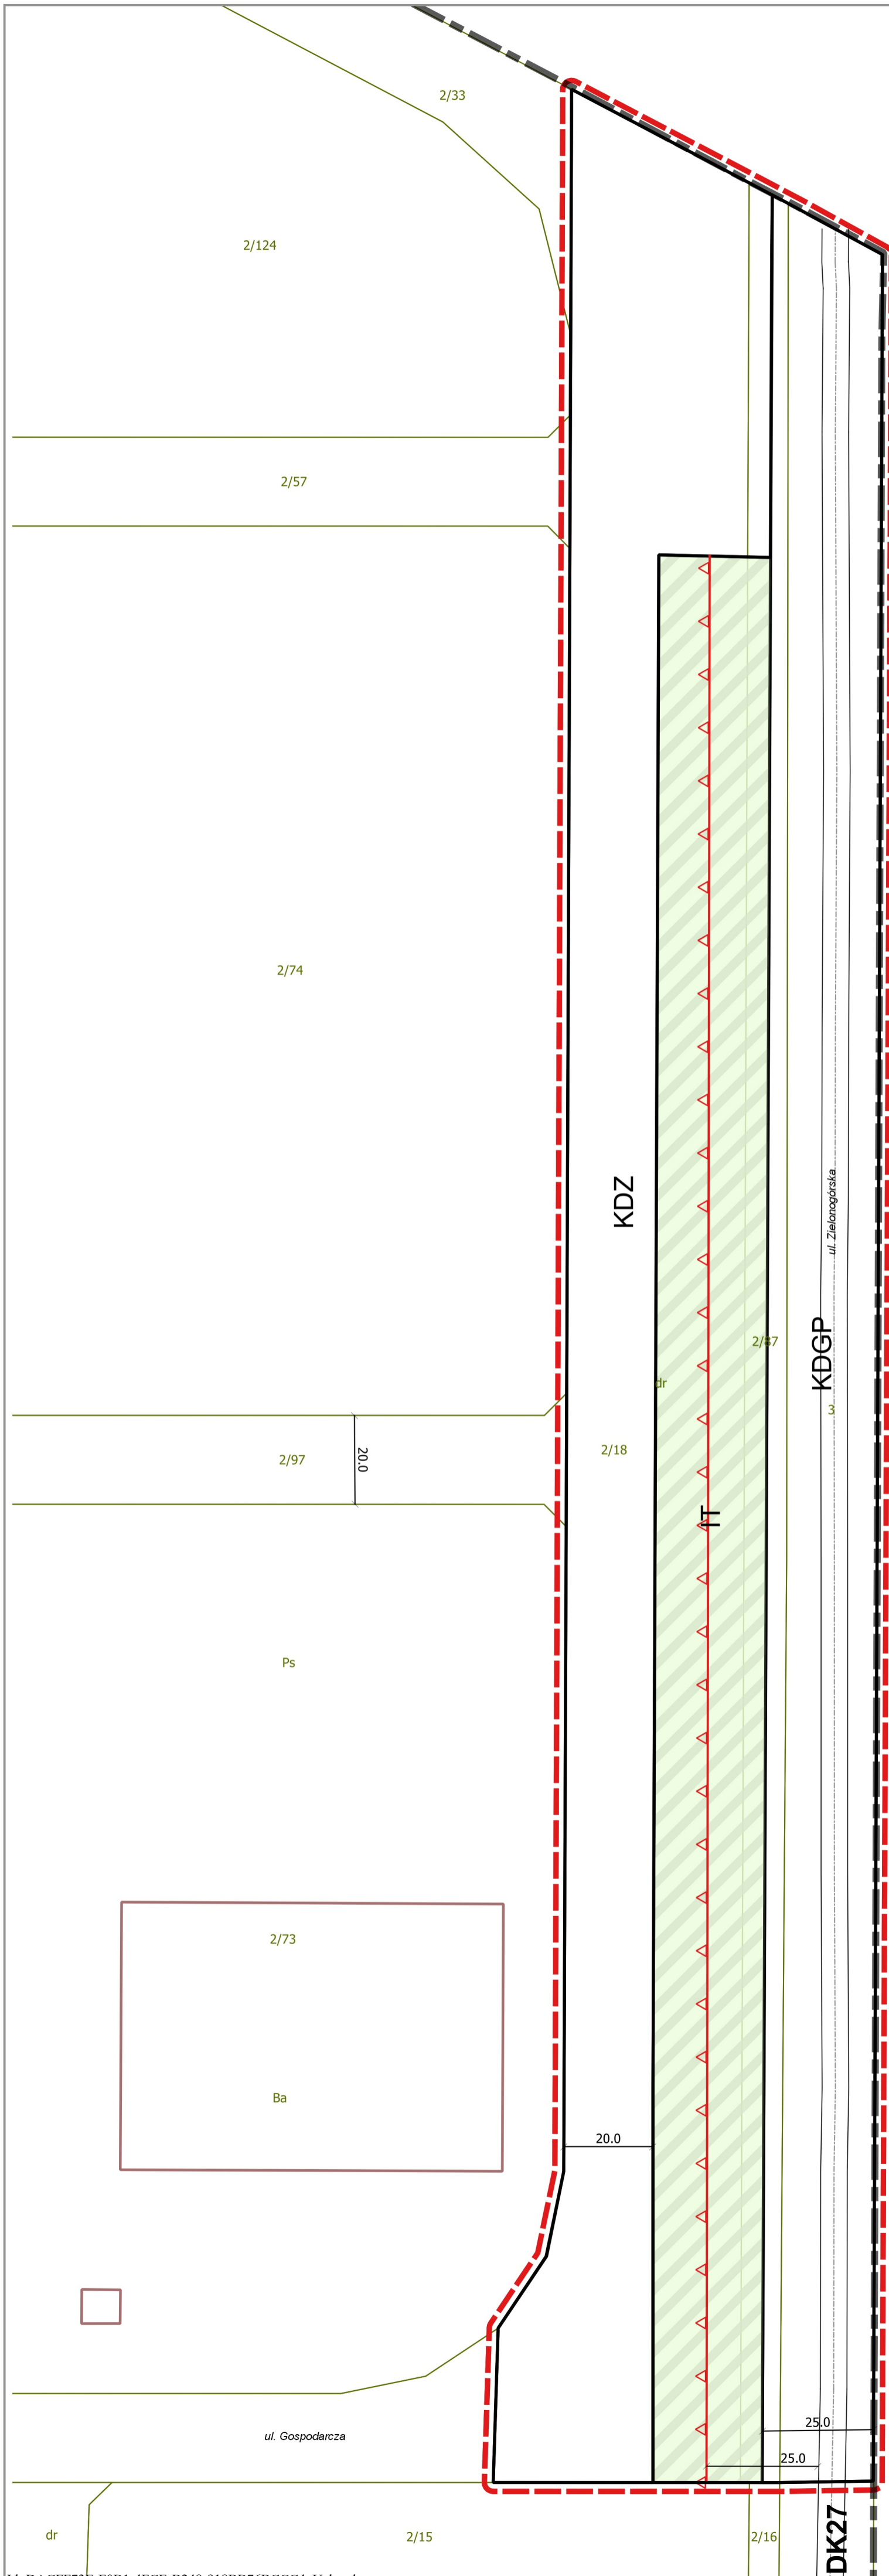 2/33
2/124
2/57
2/74
KDZ
ul. Zielonogórska
KDGP
2/87
dr
3
2/18
2/97
20.0
IT
Ps
2/73
Ba
20.0
25.0
ul. Gospodarcza
25.0
DK27
dr
2/15
2/16